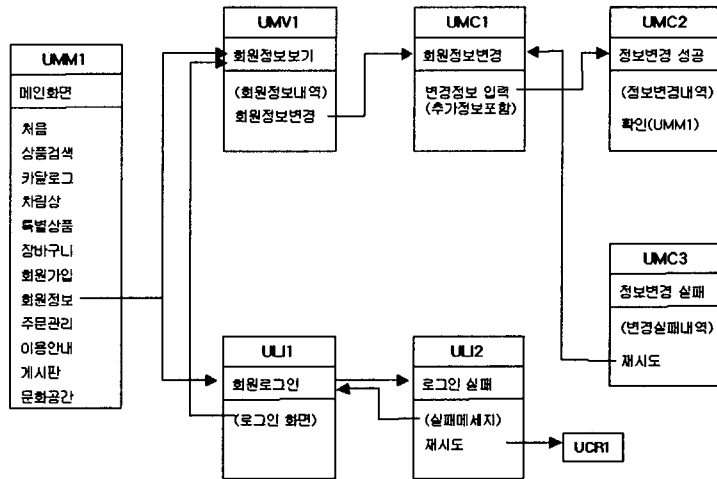 UMM1
메인화면
처음
상품검색
카달로그
차림상
특별상품
장바구니
회원가입
회원정보
주문관리
이용안내
게시판
문화공간
UMV1
회원정보보기
(회원정보내역)
회원정보변경
UMC1
회원정보변경
변경정보 입력
(추가정보포함)
UMC2
정보변경 성공
(정보변경내역)
확인(UMM1)
UMC3
정보변경 실패
(변경실패내역)
재시도
ULI1
회원로그인
(로그인 화면)
ULI2
로그인 실패
(실패메세지)
재시도
UCR1